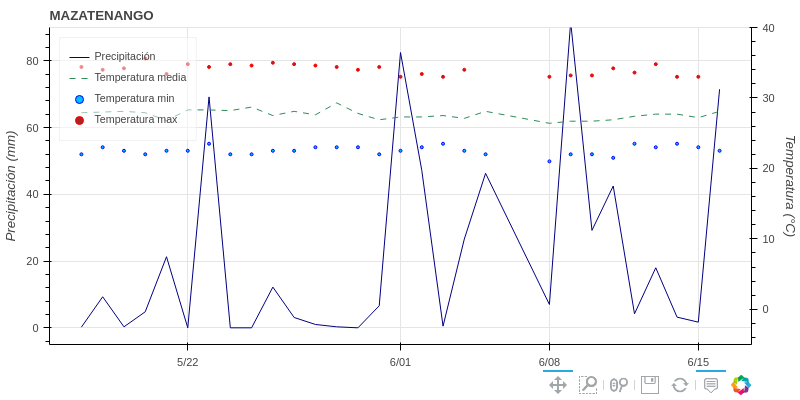 MAZATENANGO
Precipitación
Temperatura media
Temperatura min
Temperatura max
80
60
40
20
0
40
30
20
10
0
Precipitación (mm)
Temperatura (°C)
5/22
6/01
6/08
6/15